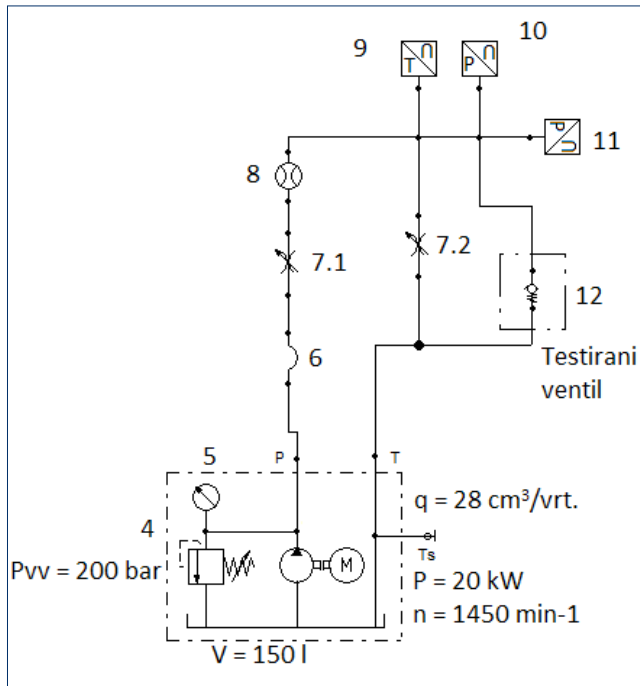 9
10
T
∩
P
∩
P
∩
11
8
7.1
7.2
12
6
Testirani
ventil
5
P
T
4
q = 28 cm³/vrt.
Pvv = 200 bar
M
Ts
P = 20 kW
n = 1450 min-1
V = 150 l